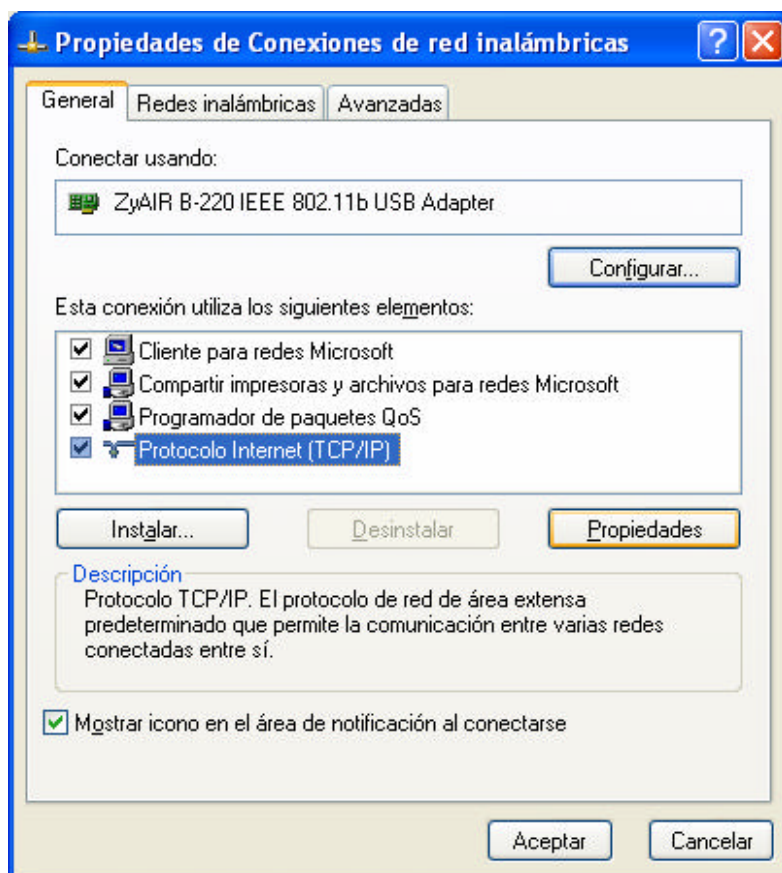 Propiedades de Conexiones de red inalámbricas
General Redes inalámbricas Avanzadas
Conectar usando:
ZyAIR B-220 IEEE 802.11b USB Adapter
Configurar...
Esta conexión utiliza los siguientes elementos:
Cliente para redes Microsoft
Compartir impresoras y archivos para redes Microsoft
Programador de paquetes QoS
Protocolo Internet (TCP/IP)
Instalar... Desinstalar Propiedades
Descripción
Protocolo TCP/IP. El protocolo de red de área extensa
predeterminado que permite la comunicación entre varias redes
conectadas entre sí.
Mostrar icono en el área de notificación al conectarse
Aceptar Cancelar